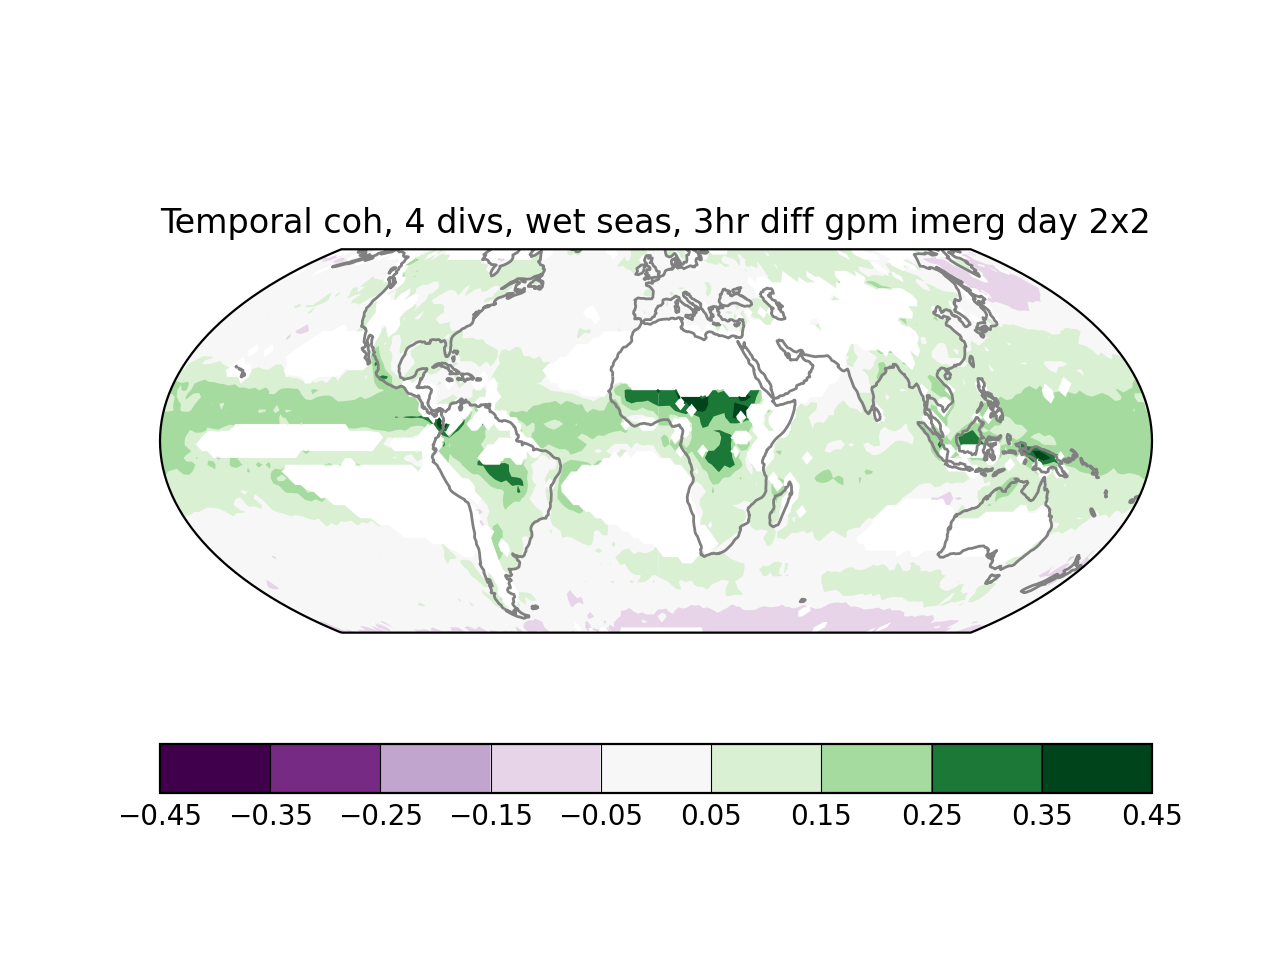 Temporal coh, 4 divs, wet seas, 3hr diff gpm imerg day 2x2
−0.45 −0.35 −0.25 −0.15 −0.05 0.05 0.15 0.25 0.35 0.45